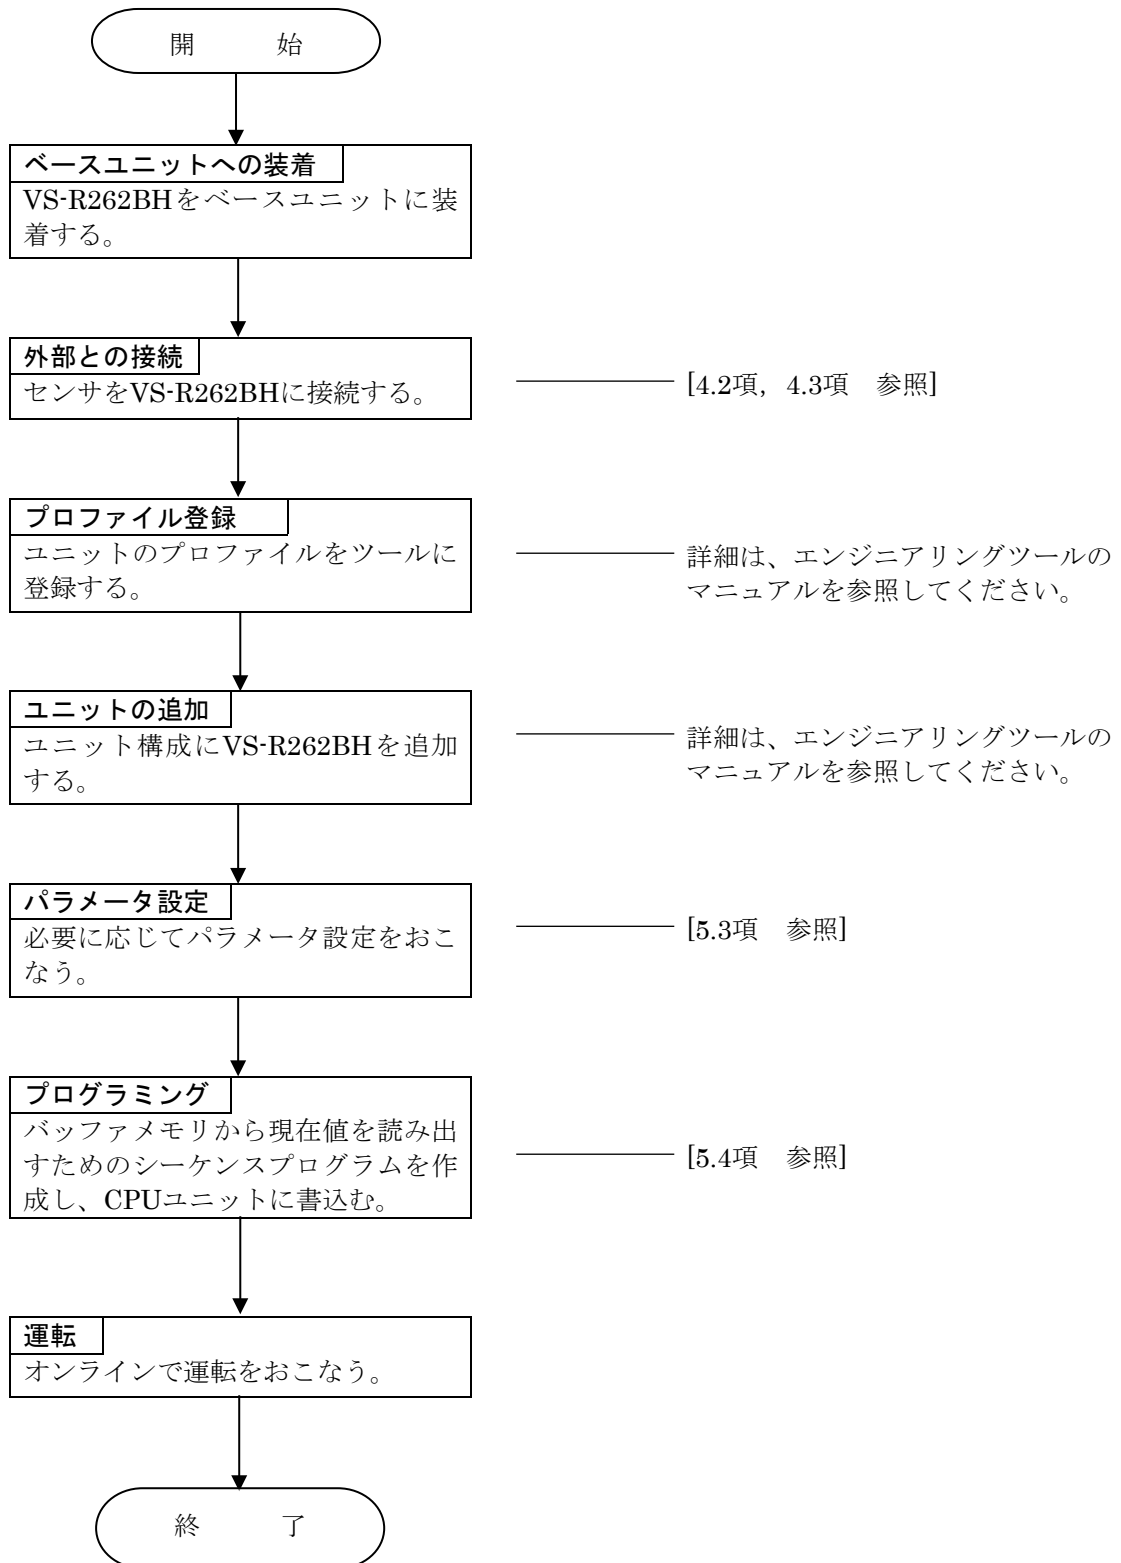 開　　　始
ベースユニットへの装着
VS-R262BHをベースユニットに装
着する。
外部との接続
センサをVS-R262BHに接続する。
[4.2項，4.3項　参照]
プロファイル登録
ユニットのプロファイルをツールに
登録する。
詳細は、エンジニアリングツールの
マニュアルを参照してください。
ユニットの追加
ユニット構成にVS-R262BHを追加
する。
詳細は、エンジニアリングツールの
マニュアルを参照してください。
パラメータ設定
必要に応じてパラメータ設定をおこ
なう。
[5.3項　参照]
プログラミング
バッファメモリから現在値を読み出
すためのシーケンスプログラムを作
成し、CPUユニットに書込む。
[5.4項　参照]
運転
オンラインで運転をおこなう。
終　　　了